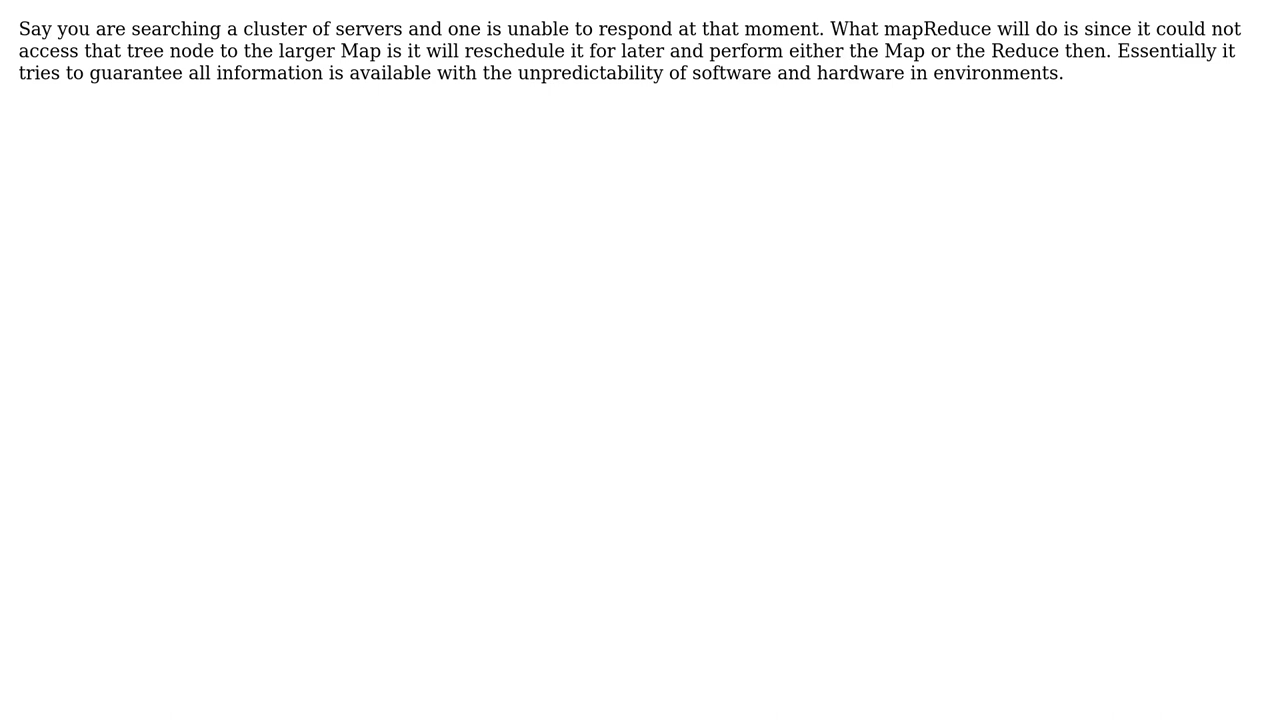 Say you are searching a cluster of servers and one is unable to respond at that moment. What mapReduce will do is since it could not
access that tree node to the larger Map is it will reschedule it for later and perform either the Map or the Reduce then. Essentially it
tries to guarantee all information is available with the unpredictability of software and hardware in environments.